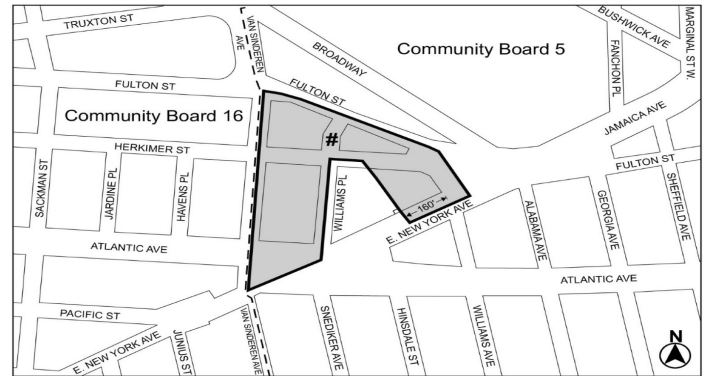 TRUXTON ST
VAN SINDEREN
AVE
BROADWAY
Community Board 5
BUSHWICK AVE
FANCHON PL
MARGINAL ST W.
FULTON ST
FULTON ST
JAMAICA AVE
Community Board 16
#
HERKIMER ST
FULTON ST
SACKMAN ST
JARDINE PL
HAVENS PL
WILLIAMS PL
160'
E. NEW YORK AVE
ALABAMA AVE
GEORGIA AVE
SHEFFIELD AVE
ATLANTIC AVE
ATLANTIC AVE
PACIFIC ST
E. NEW YORK AVE
JUNIUS ST
VAN SINDEREN AVE
SNEDIKER AVE
HINSDALE ST
WILLIAMS AVE
N